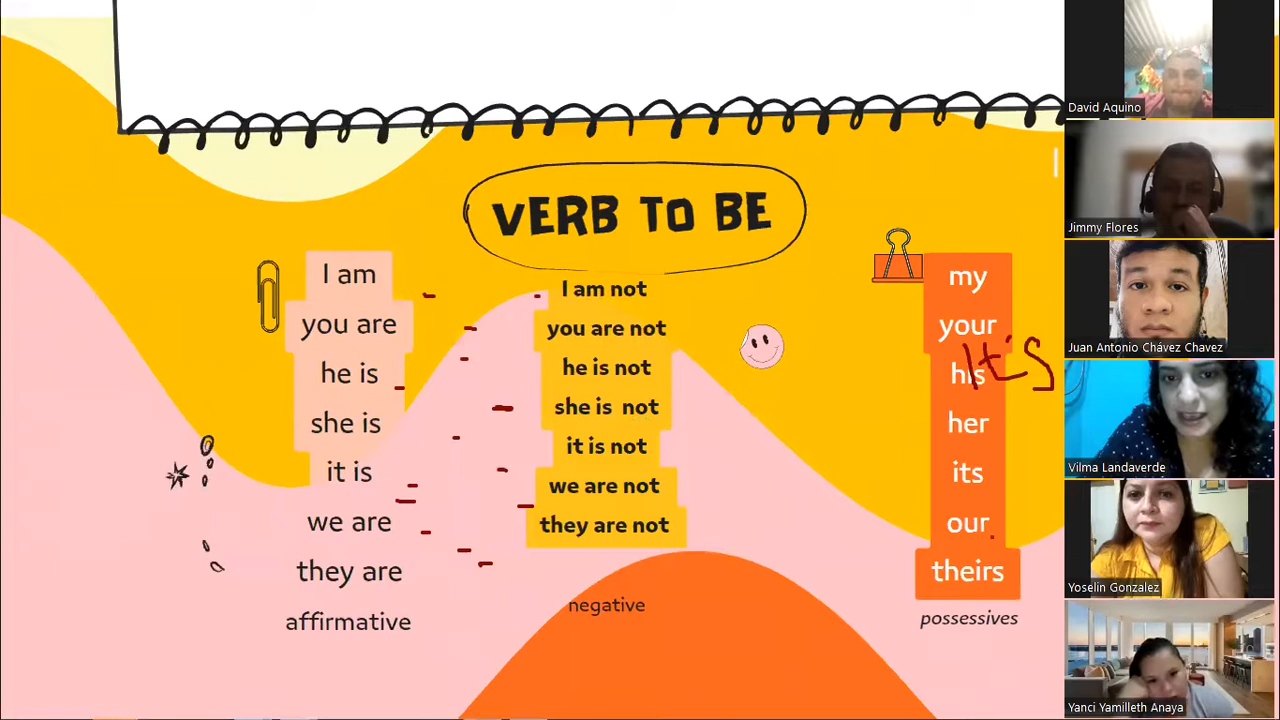 VERB TO BE
I am
you are
he is
she is
it is
we are
they are
affirmative
I am not
you are not
he is not
she is not
it is not
we are not
they are not
negative
my
your
his
It's
her
its
our
theirs
possessives
David Aquino
Jimmy Flores
Juan Antonio Chávez Chavez
Vilma Landaverde
Yoselin Gonzalez
Yanci Yamilleth Anaya